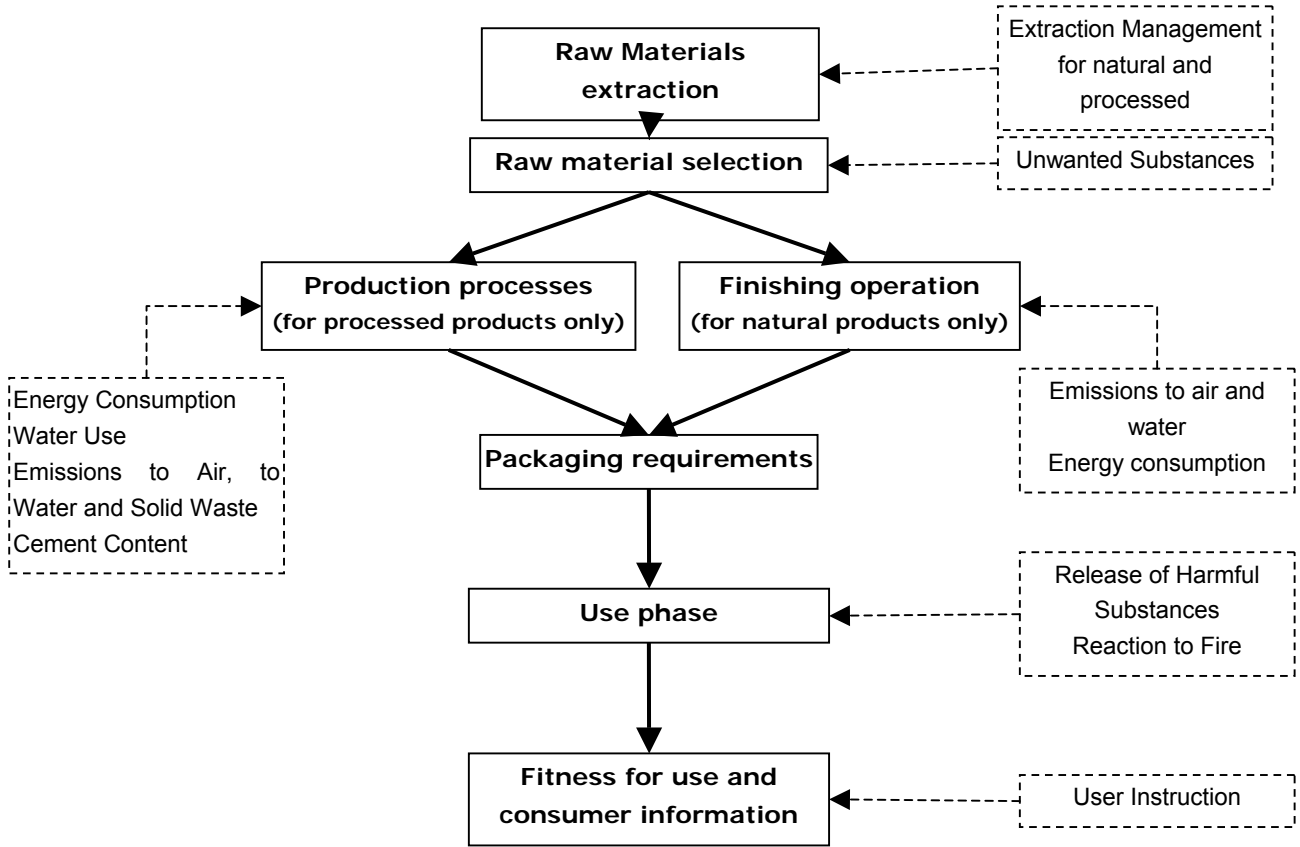 Raw Materials
extraction
Extraction Management
for natural and
processed
Raw material selection
Unwanted Substances
Production processes
(for processed products only)
Finishing operation
(for natural products only)
Energy Consumption
Water Use
Emissions to Air, to
Water and Solid Waste
Cement Content
Emissions to air and
water
Energy consumption
Packaging requirements
Use phase
Release of Harmful
Substances
Reaction to Fire
Fitness for use and
consumer information
User Instruction